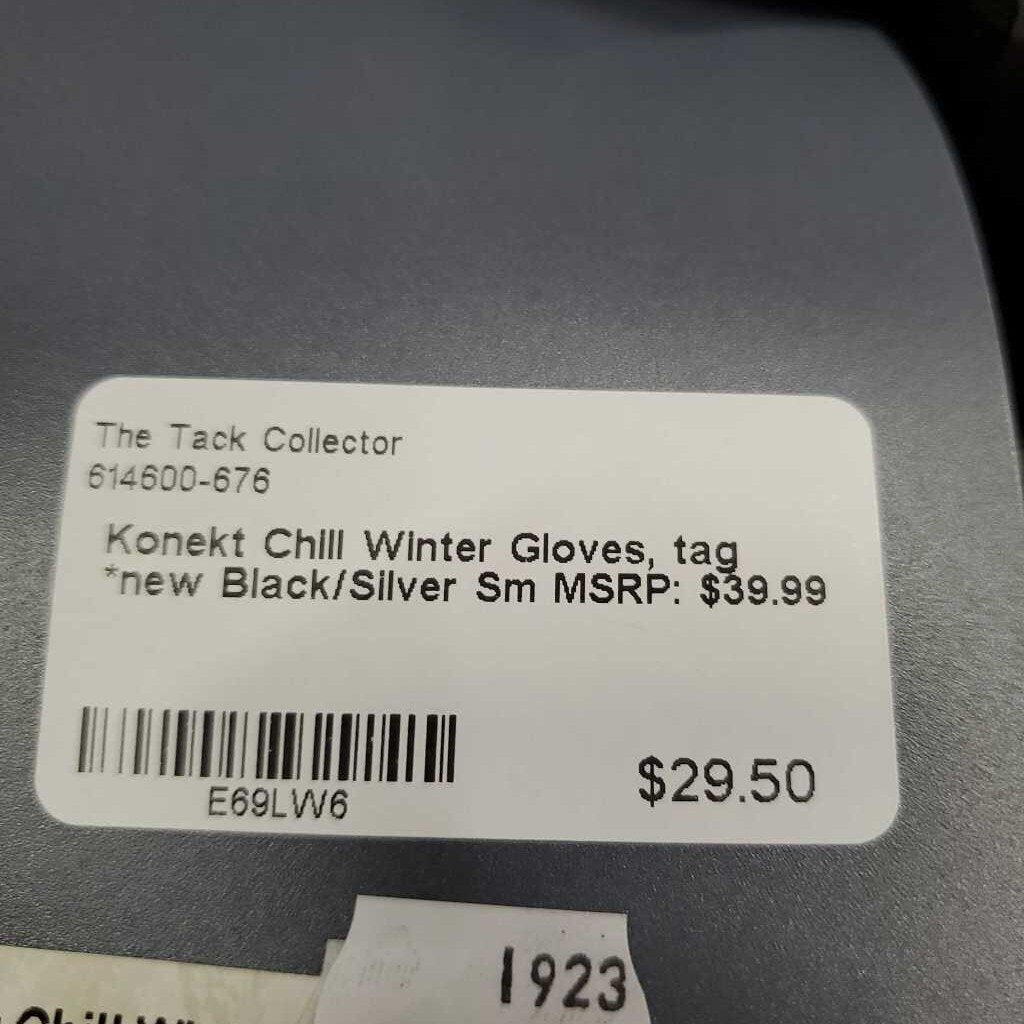 The Tack Collector
614600-676
Konekt Chill Winter Gloves, tag
*new Black/Silver Sm MSRP: $39.99
E69LW6
$29.50
1923
Chill